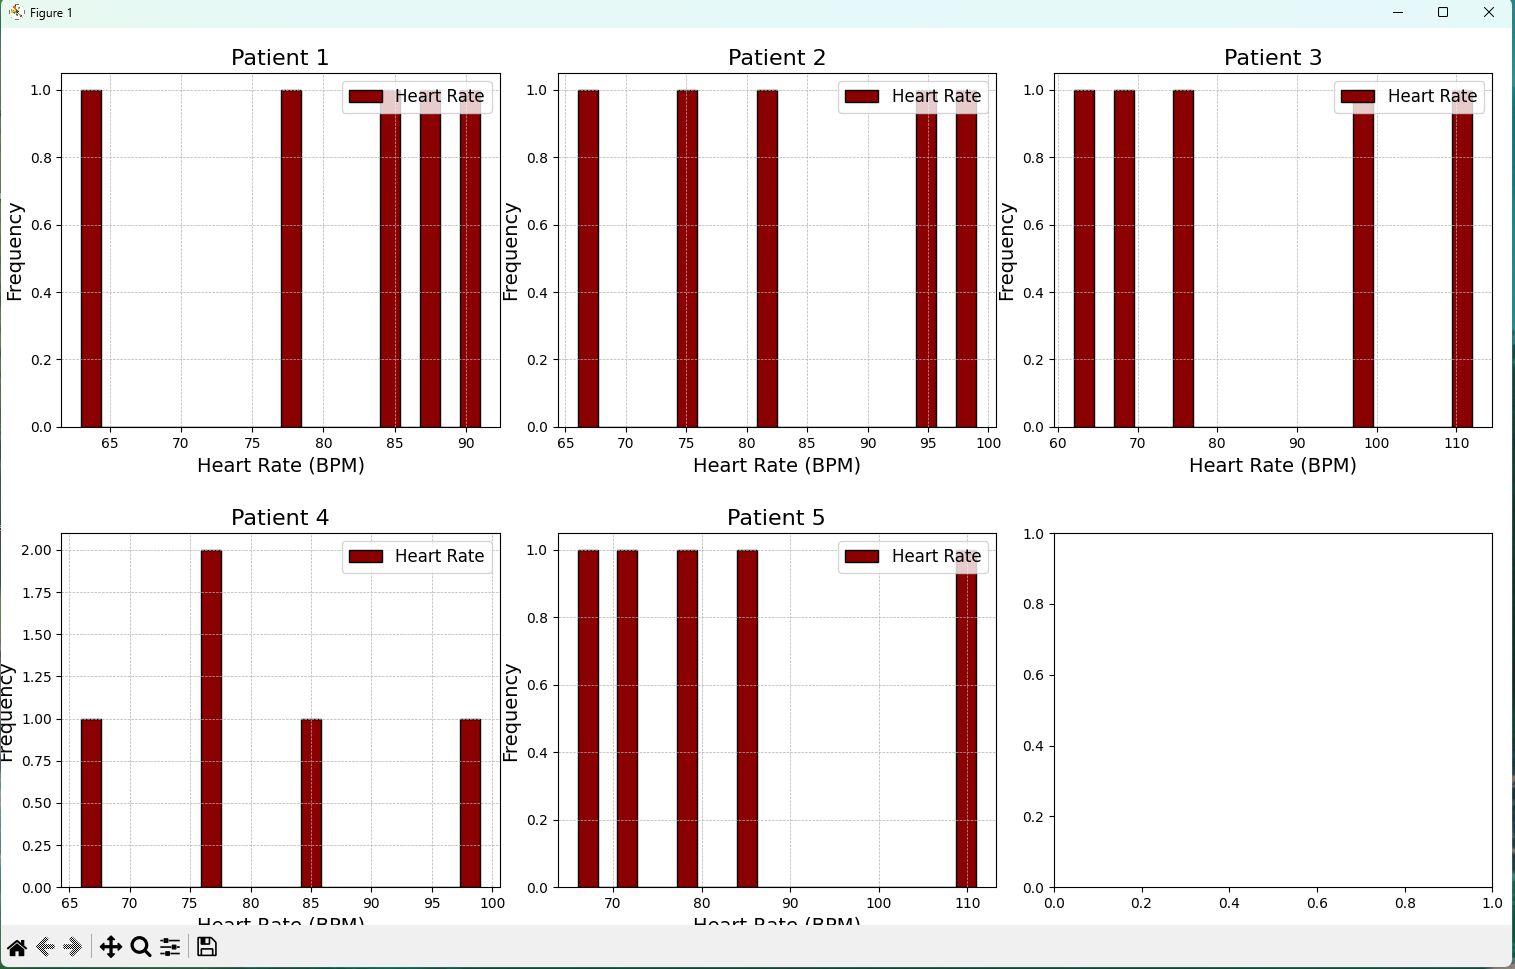 Figure 1
Patient 1
Heart Rate
1.0
0.8
0.6
0.4
0.2
0.0
Frequency
65 70 75 80 85 90
Heart Rate (BPM)
Patient 2
Heart Rate
1.0
0.8
0.6
0.4
0.2
0.0
Frequency
65 70 75 80 85 90 95 100
Heart Rate (BPM)
Patient 3
Heart Rate
1.0
0.8
0.6
0.4
0.2
0.0
Frequency
60 70 80 90 100 110
Heart Rate (BPM)
Patient 4
Heart Rate
2.00
1.75
1.50
1.25
1.00
0.75
0.50
0.25
0.00
Frequency
65 70 75 80 85 90 95 100
Heart Rate (BPM)
Patient 5
Heart Rate
1.0
0.8
0.6
0.4
0.2
0.0
Frequency
70 80 90 100 110
Heart Rate (BPM)
1.0
0.8
0.6
0.4
0.2
0.0
0.0 0.2 0.4 0.6 0.8 1.0